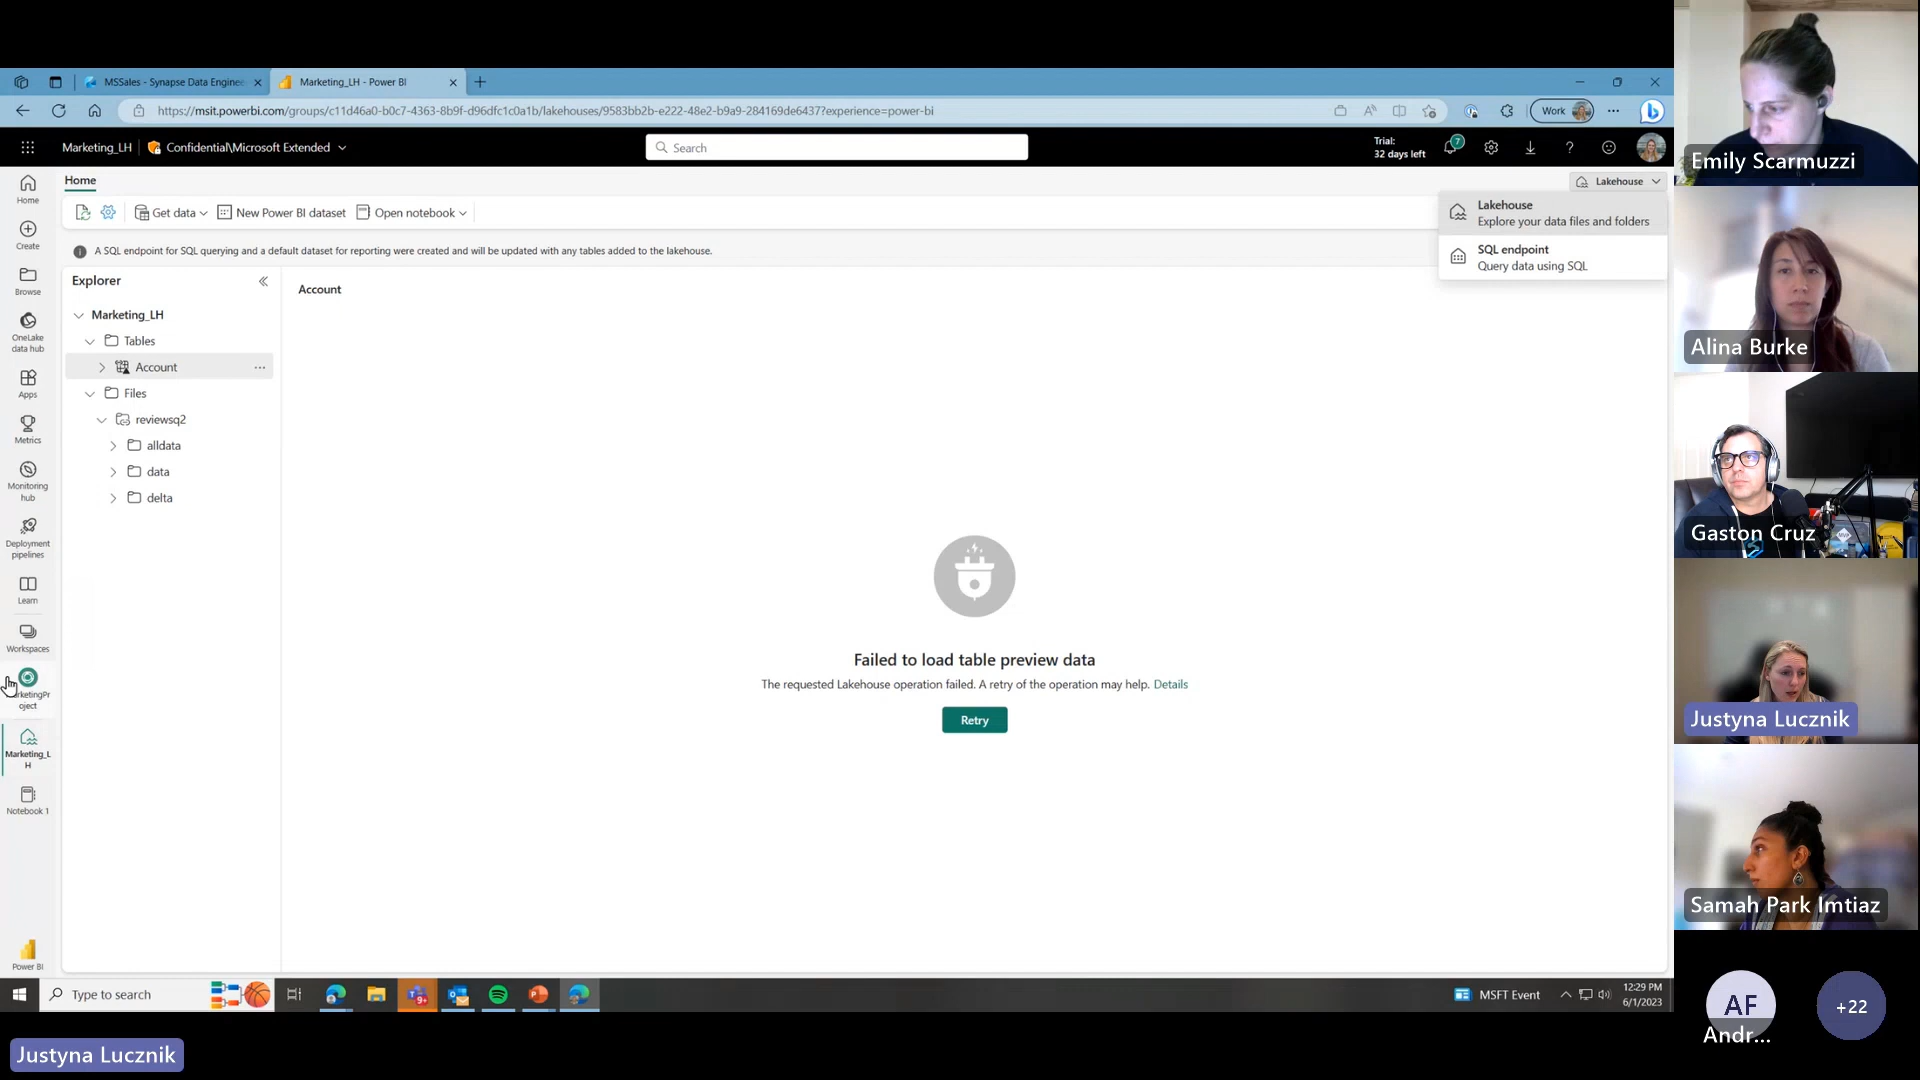 MSSales - Synapse Data Enginee
Marketing_LH - Power BI
https://msit.powerbi.com/groups/c11d46a0-b0c7-4363-8b9f-d96dfc1c0a1b/lakehouses/9583bb2b-e222-48e2-b9a9-284169de6437?experience=power-bi
Work
Marketing_LH
Confidential\Microsoft Extended
Search
Trial:
32 days left
7
Home
Lakehouse
Get data
New Power BI dataset
Open notebook
Lakehouse
Explore your data files and folders
SQL endpoint
Query data using SQL
A SQL endpoint for SQL querying and a default dataset for reporting were created and will be updated with any tables added to the lakehouse.
Home
Create
Browse
OneLake
data hub
Apps
Metrics
Monitoring
hub
Deployment
pipelines
Learn
Workspaces
rketingPr
oject
Marketing_L
H
Notebook 1
Power BI
Explorer
Marketing_LH
Tables
Account
Files
reviewsq2
alldata
data
delta
Account
Failed to load table preview data
The requested Lakehouse operation failed. A retry of the operation may help. Details
Retry
Type to search
MSFT Event
12:29 PM
6/1/2023
Justyna Lucznik
Emily Scarmuzzi
Alina Burke
Gaston Cruz
Justyna Lucznik
Samah Park Imtiaz
AF
Andr...
+22